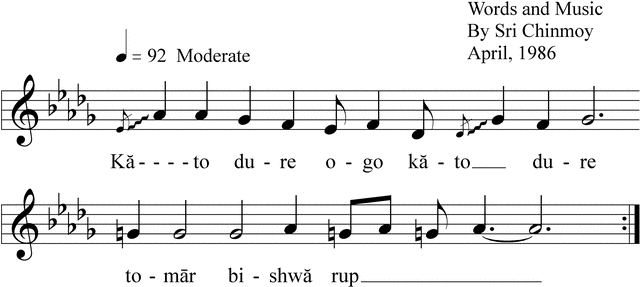 Words and Music
By Sri Chinmoy
April, 1986
♩ = 92 Moderate
Kă - - - - to du - re o - go kă - to___ du - re
to - mār bi - shwă rup___